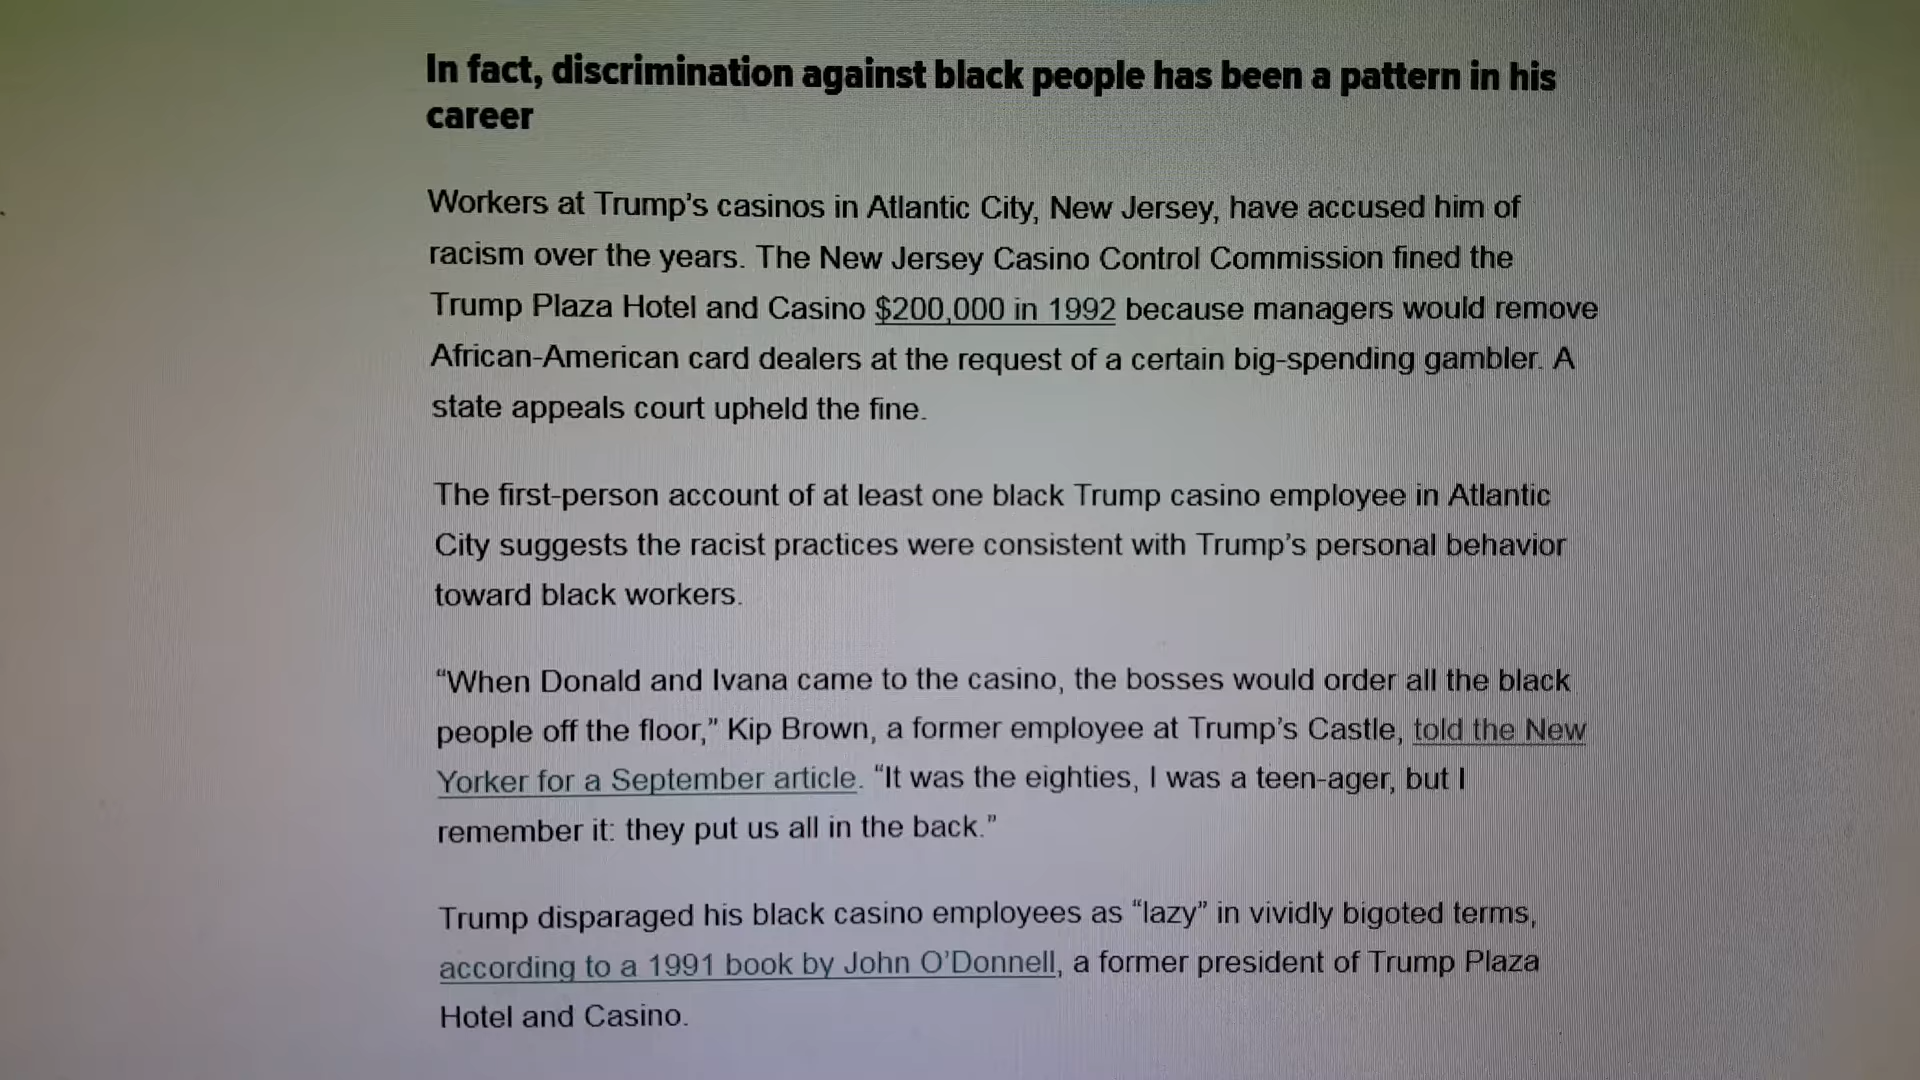 In fact, discrimination against black people has been a pattern in his
career
Workers at Trump’s casinos in Atlantic City, New Jersey, have accused him of
racism over the years. The New Jersey Casino Control Commission fined the
Trump Plaza Hotel and Casino $200,000 in 1992 because managers would remove
African-American card dealers at the request of a certain big-spending gambler. A
state appeals court upheld the fine.
The first-person account of at least one black Trump casino employee in Atlantic
City suggests the racist practices were consistent with Trump’s personal behavior
toward black workers.
“When Donald and Ivana came to the casino, the bosses would order all the black
people off the floor,” Kip Brown, a former employee at Trump’s Castle, told the New
Yorker for a September article. “It was the eighties, I was a teen-ager, but I
remember it: they put us all in the back.”
Trump disparaged his black casino employees as “lazy” in vividly bigoted terms,
according to a 1991 book by John O’Donnell, a former president of Trump Plaza
Hotel and Casino.